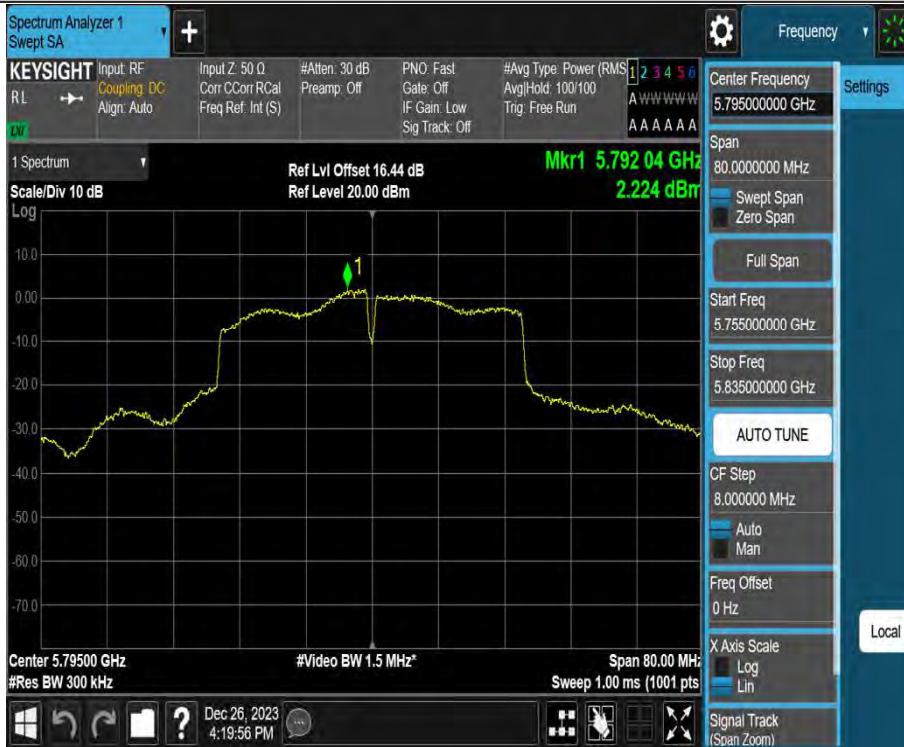 Spectrum Analyzer 1
Swept SA
+
Frequency
KEYSIGHT
RL
LXI
Input: RF
Coupling: DC
Align: Auto
Input Z: 50 Ω
Corr CCorr RCal
Freq Ref: Int (S)
#Atten: 30 dB
Preamp: Off
PNO: Fast
Gate: Off
IF Gain: Low
Sig Track: Off
#Avg Type: Power (RMS
Avg|Hold: 100/100
Trig: Free Run
1 2 3 4 5 6
A W W W W W
A A A A A A
1 Spectrum
Scale/Div 10 dB
Log
Ref Lvl Offset 16.44 dB
Ref Level 20.00 dBm
Mkr1 5.792 04 GHz
2.224 dBm
1
10.0
0.00
-10.0
-20.0
-30.0
-40.0
-50.0
-60.0
-70.0
Center 5.79500 GHz
#Res BW 300 kHz
#Video BW 1.5 MHz*
Span 80.00 MHz
Sweep 1.00 ms (1001 pts
?
Dec 26, 2023
4:19:56 PM
Center Frequency
5.795000000 GHz
Settings
Span
80.0000000 MHz
Swept Span
Zero Span
Full Span
Start Freq
5.755000000 GHz
Stop Freq
5.835000000 GHz
AUTO TUNE
CF Step
8.000000 MHz
Auto
Man
Freq Offset
0 Hz
Local
X Axis Scale
Log
Lin
Signal Track
(Span Zoom)